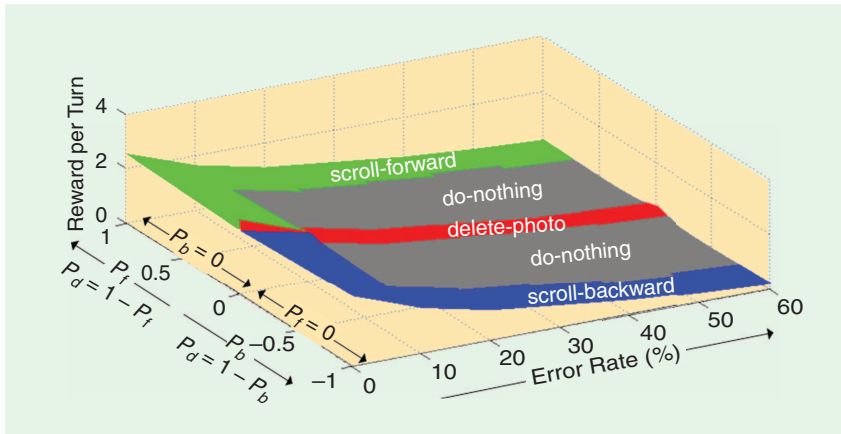 Reward per Turn
4
2
0
1
0.5
0
−0.5
−1
P_b = 0
P_f = 0
P_f
P_d = 1 − P_f
P_b
P_d = 1 − P_b
scroll-forward
do-nothing
delete-photo
do-nothing
scroll-backward
0
10
20
30
40
50
60
Error Rate (%)